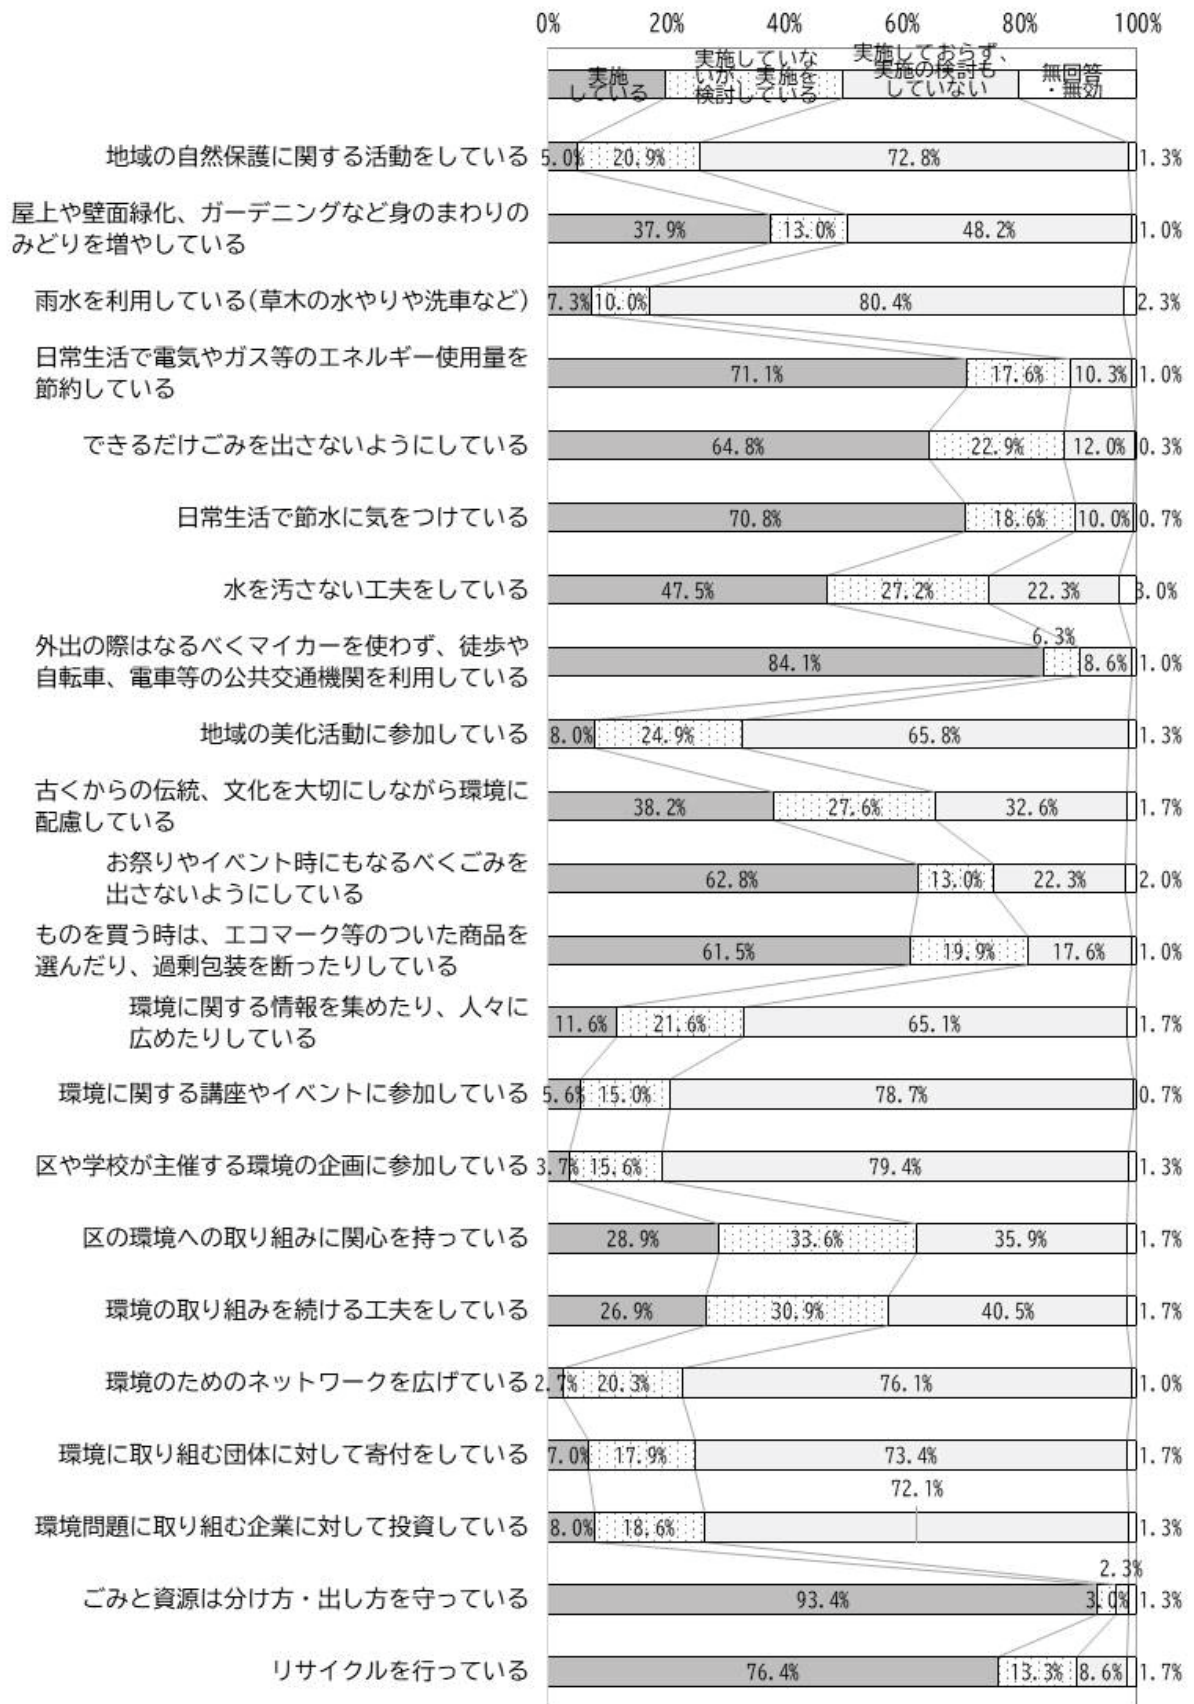 0% 20% 40% 60% 80% 100%
実施
している
実施していな
いが、実施を
検討している
実施しておらず、
実施の検討も
していない
無回答
・無効
地域の自然保護に関する活動をしている 5.0% 20.9% 72.8% 1.3%
屋上や壁面緑化、ガーデニングなど身のまわりの
みどりを増やしている
37.9% 13.0% 48.2% 1.0%
雨水を利用している(草木の水やりや洗車など) 7.3% 10.0% 80.4% 2.3%
日常生活で電気やガス等のエネルギー使用量を
節約している
71.1% 17.6% 10.3% 1.0%
できるだけごみを出さないようにしている 64.8% 22.9% 12.0% 0.3%
日常生活で節水に気をつけている 70.8% 18.6% 10.0% 0.7%
水を汚さない工夫をしている 47.5% 27.2% 22.3% 3.0%
外出の際はなるべくマイカーを使わず、徒歩や
自転車、電車等の公共交通機関を利用している
84.1% 6.3% 8.6% 1.0%
地域の美化活動に参加している 8.0% 24.9% 65.8% 1.3%
古くからの伝統、文化を大切にしながら環境に
配慮している
38.2% 27.6% 32.6% 1.7%
お祭りやイベント時にもなるべくごみを
出さないようにしている
62.8% 13.0% 22.3% 2.0%
ものを買う時は、エコマーク等のついた商品を
選んだり、過剰包装を断ったりしている
61.5% 19.9% 17.6% 1.0%
環境に関する情報を集めたり、人々に
広めたりしている
11.6% 21.6% 65.1% 1.7%
環境に関する講座やイベントに参加している 5.6% 15.0% 78.7% 0.7%
区や学校が主催する環境の企画に参加している 3.7% 15.6% 79.4% 1.3%
区の環境への取り組みに関心を持っている 28.9% 33.6% 35.9% 1.7%
環境の取り組みを続ける工夫をしている 26.9% 30.9% 40.5% 1.7%
環境のためのネットワークを広げている 2.7% 20.3% 76.1% 1.0%
環境に取り組む団体に対して寄付をしている 7.0% 17.9% 73.4% 1.7%
72.1%
環境問題に取り組む企業に対して投資している 8.0% 18.6% 1.3%
2.3%
ごみと資源は分け方・出し方を守っている 93.4% 3.0% 1.3%
リサイクルを行っている 76.4% 13.3% 8.6% 1.7%